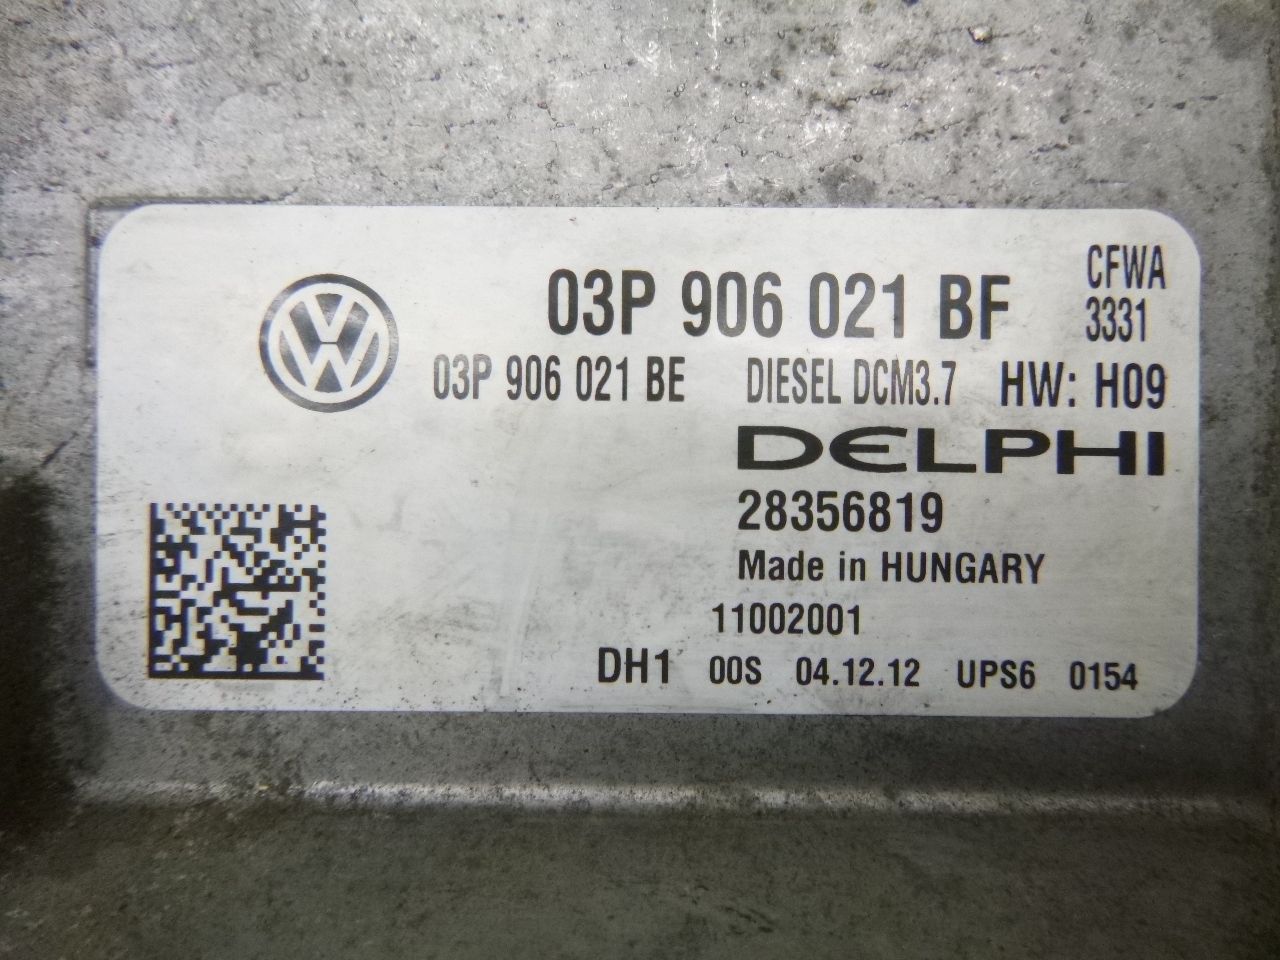 03P 906 021 BF
CFWA
3331
03P 906 021 BE DIESEL DCM3.7 HW: H09
DELPHI
28356819
Made in HUNGARY
11002001
DH1 00S 04.12.12 UPS6 0154